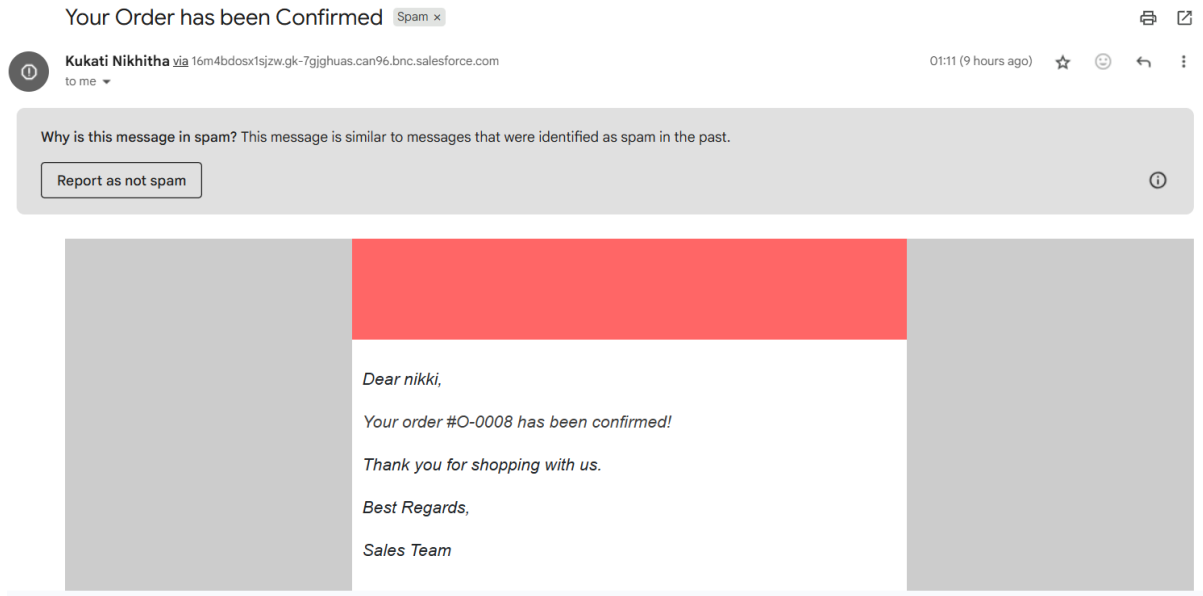 Your Order has been Confirmed Spam ×
Kukati Nikhitha via 16m4bdosx1sjzw.gk-7gjghuas.can96.bnc.salesforce.com 01:11 (9 hours ago)
to me
Why is this message in spam? This message is similar to messages that were identified as spam in the past.
Report as not spam
Dear nikki,
Your order #O-0008 has been confirmed!
Thank you for shopping with us.
Best Regards,
Sales Team